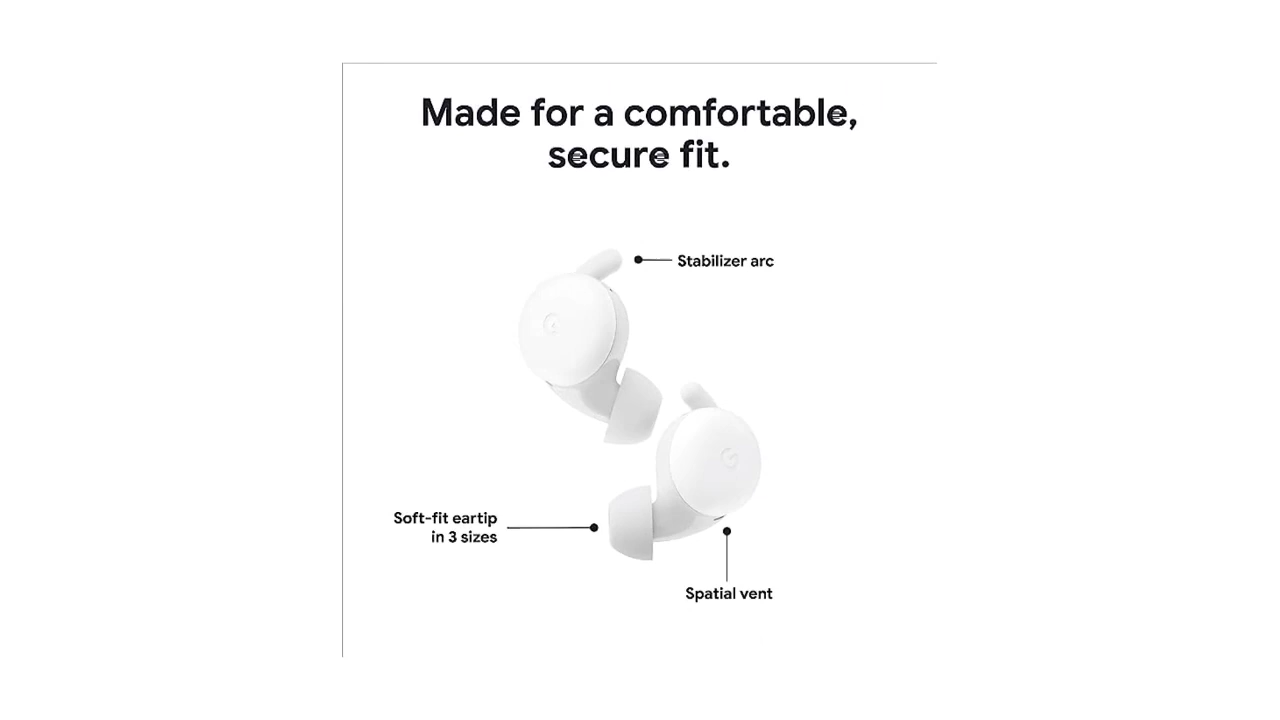 Made for a comfortable,
secure fit.
Stabilizer arc
Soft-fit eartip
in 3 sizes
Spatial vent